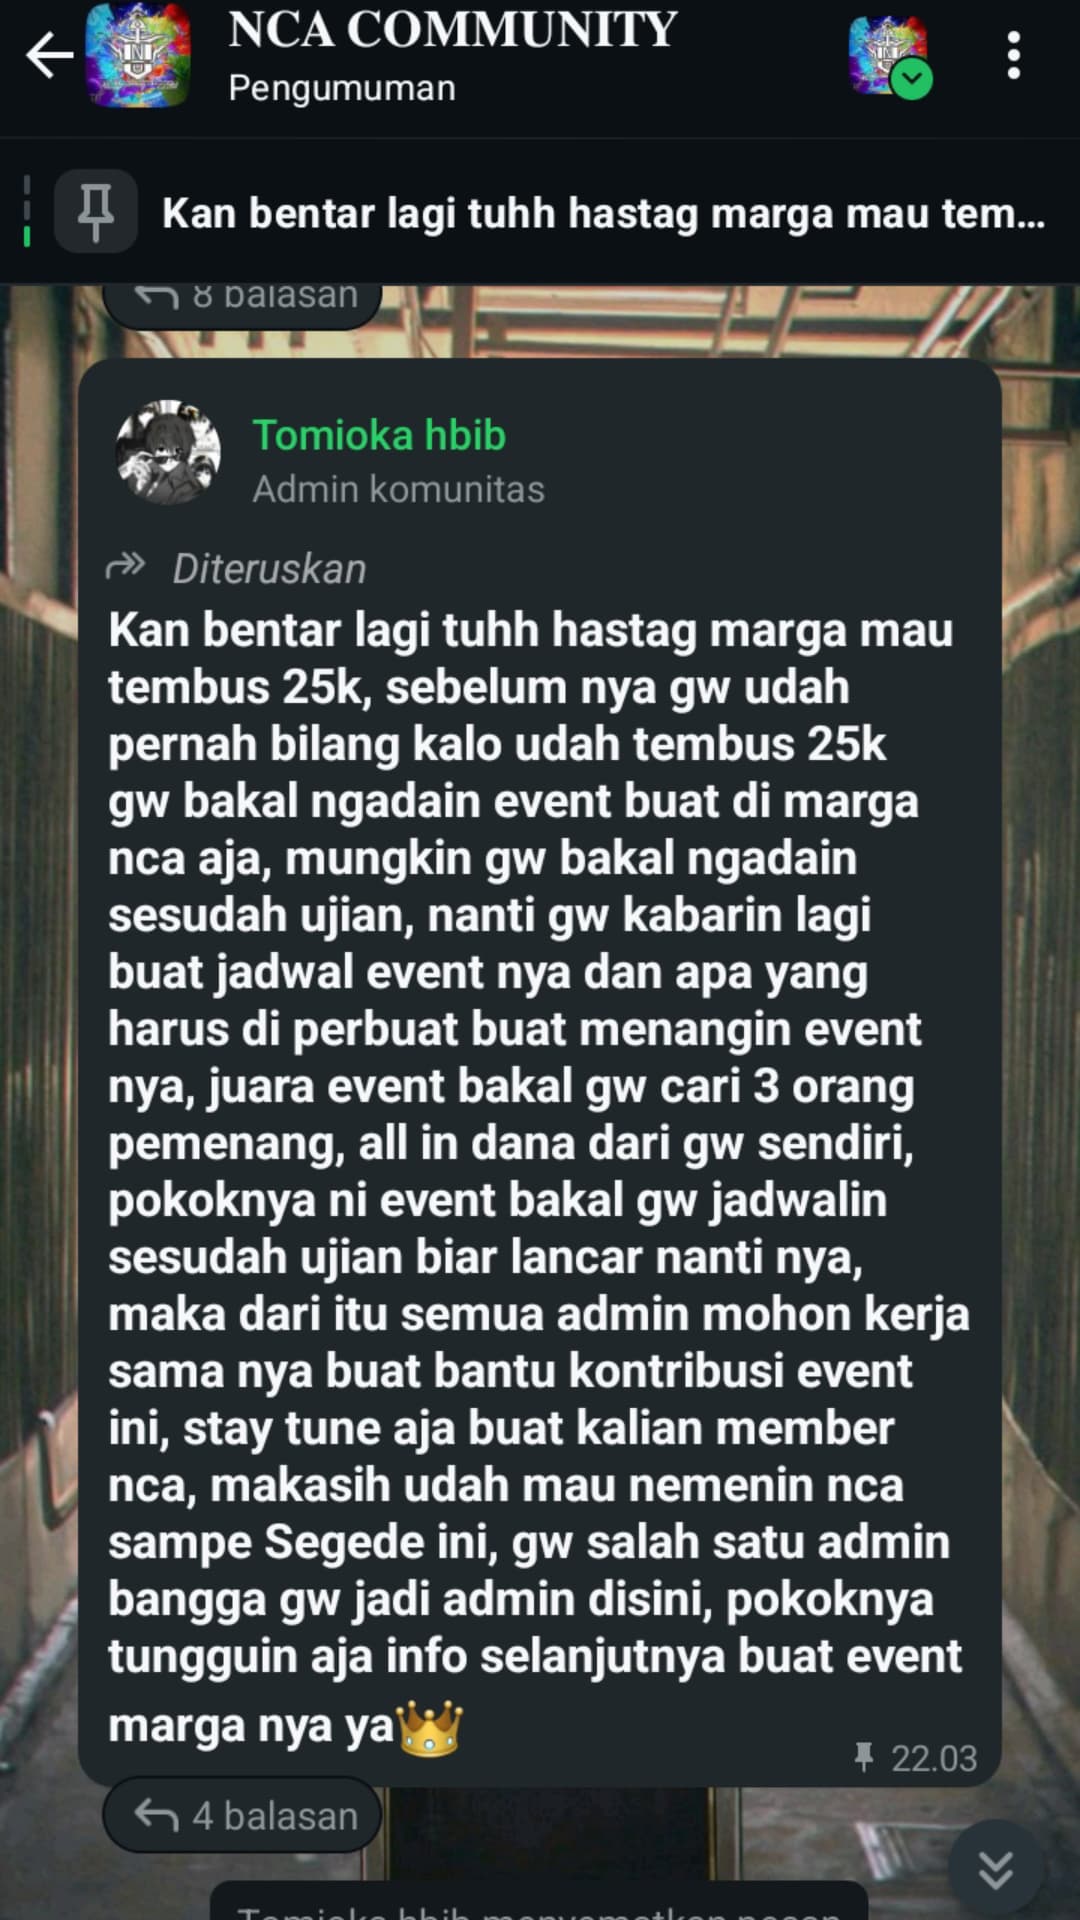 NCA COMMUNITY
Pengumuman
Kan bentar lagi tuhh hastag marga mau tem...
8 balasan
Tomioka hbib
Admin komunitas
Diteruskan
Kan bentar lagi tuhh hastag marga mau
tembus 25k, sebelum nya gw udah
pernah bilang kalo udah tembus 25k
gw bakal ngadain event buat di marga
nca aja, mungkin gw bakal ngadain
sesudah ujian, nanti gw kabarin lagi
buat jadwal event nya dan apa yang
harus di perbuat buat menangin event
nya, juara event bakal gw cari 3 orang
pemenang, all in dana dari gw sendiri,
pokoknya ni event bakal gw jadwalin
sesudah ujian biar lancar nanti nya,
maka dari itu semua admin mohon kerja
sama nya buat bantu kontribusi event
ini, stay tune aja buat kalian member
nca, makasih udah mau nemenin nca
sampe Segede ini, gw salah satu admin
bangga gw jadi admin disini, pokoknya
tungguin aja info selanjutnya buat event
marga nya ya👑
22.03
4 balasan
Tomioka hbib menyematkan pesan